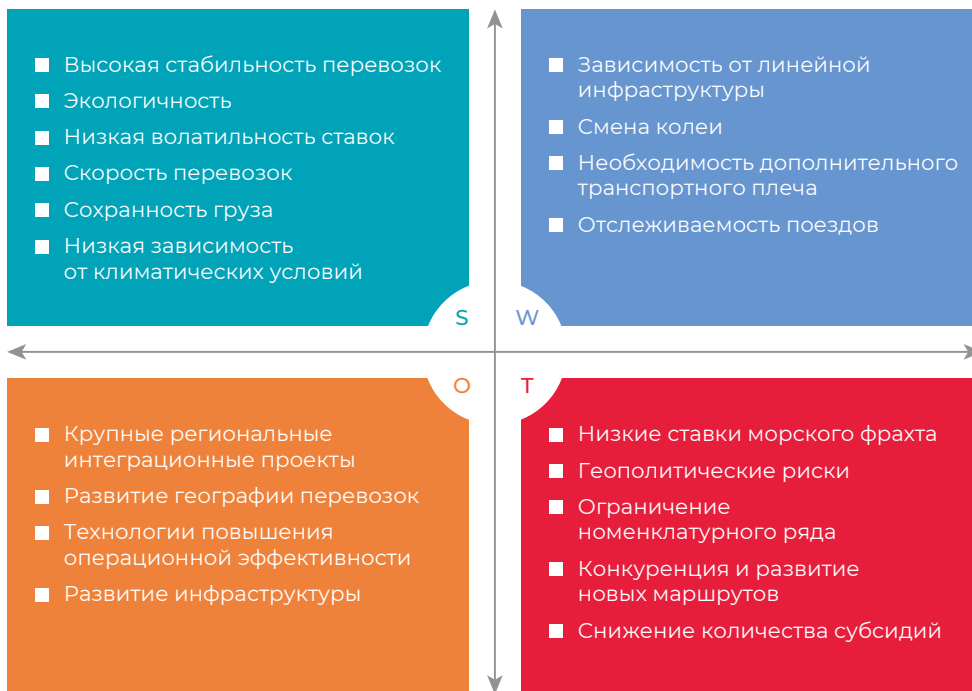 Высокая стабильность перевозок
Экологичность
Низкая волатильность ставок
Скорость перевозок
Сохранность груза
Низкая зависимость
от климатических условий
S
Зависимость от линейной
инфраструктуры
Смена колеи
Необходимость дополнительного
транспортного плеча
Отслеживаемость поездов
W
O
Крупные региональные
интеграционные проекты
Развитие географии перевозок
Технологии повышения
операционной эффективности
Развитие инфраструктуры
T
Низкие ставки морского фрахта
Геополитические риски
Ограничение
номенклатурного ряда
Конкуренция и развитие
новых маршрутов
Снижение количества субсидий